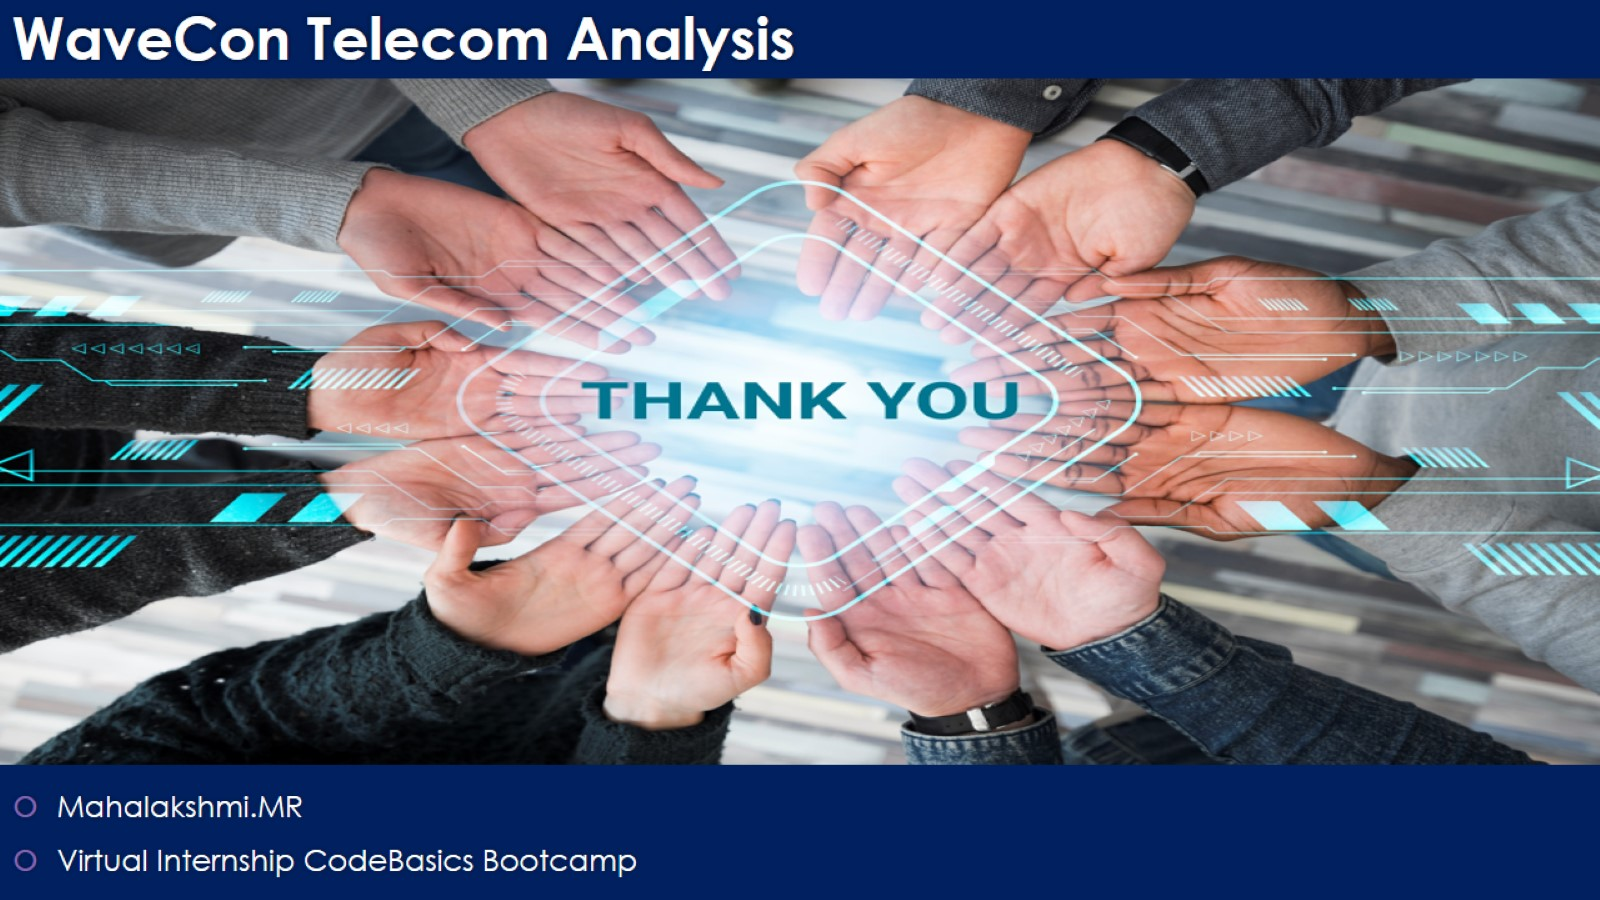 WaveCon Telecom Analysis
THANK YOU
Mahalakshmi.MR
Virtual Internship CodeBasics Bootcamp